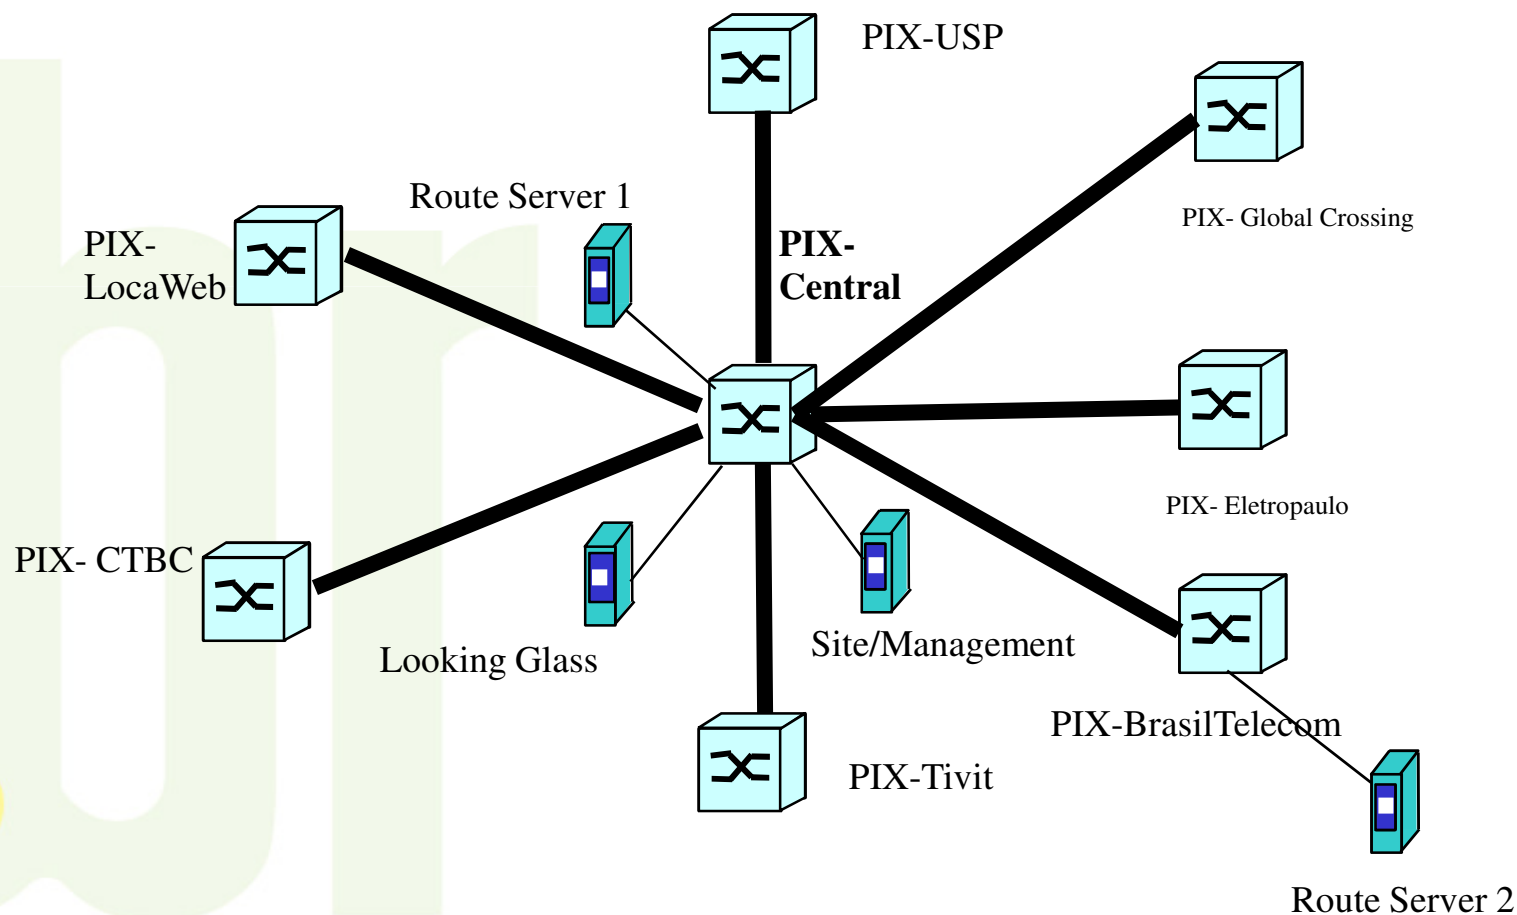 PIX-USP
Route Server 1
PIX- Global Crossing
PIX-
LocaWeb
PIX-
Central
PIX- Eletropaulo
PIX- CTBC
Looking Glass
Site/Management
PIX-BrasilTelecom
PIX-Tivit
Route Server 2
br